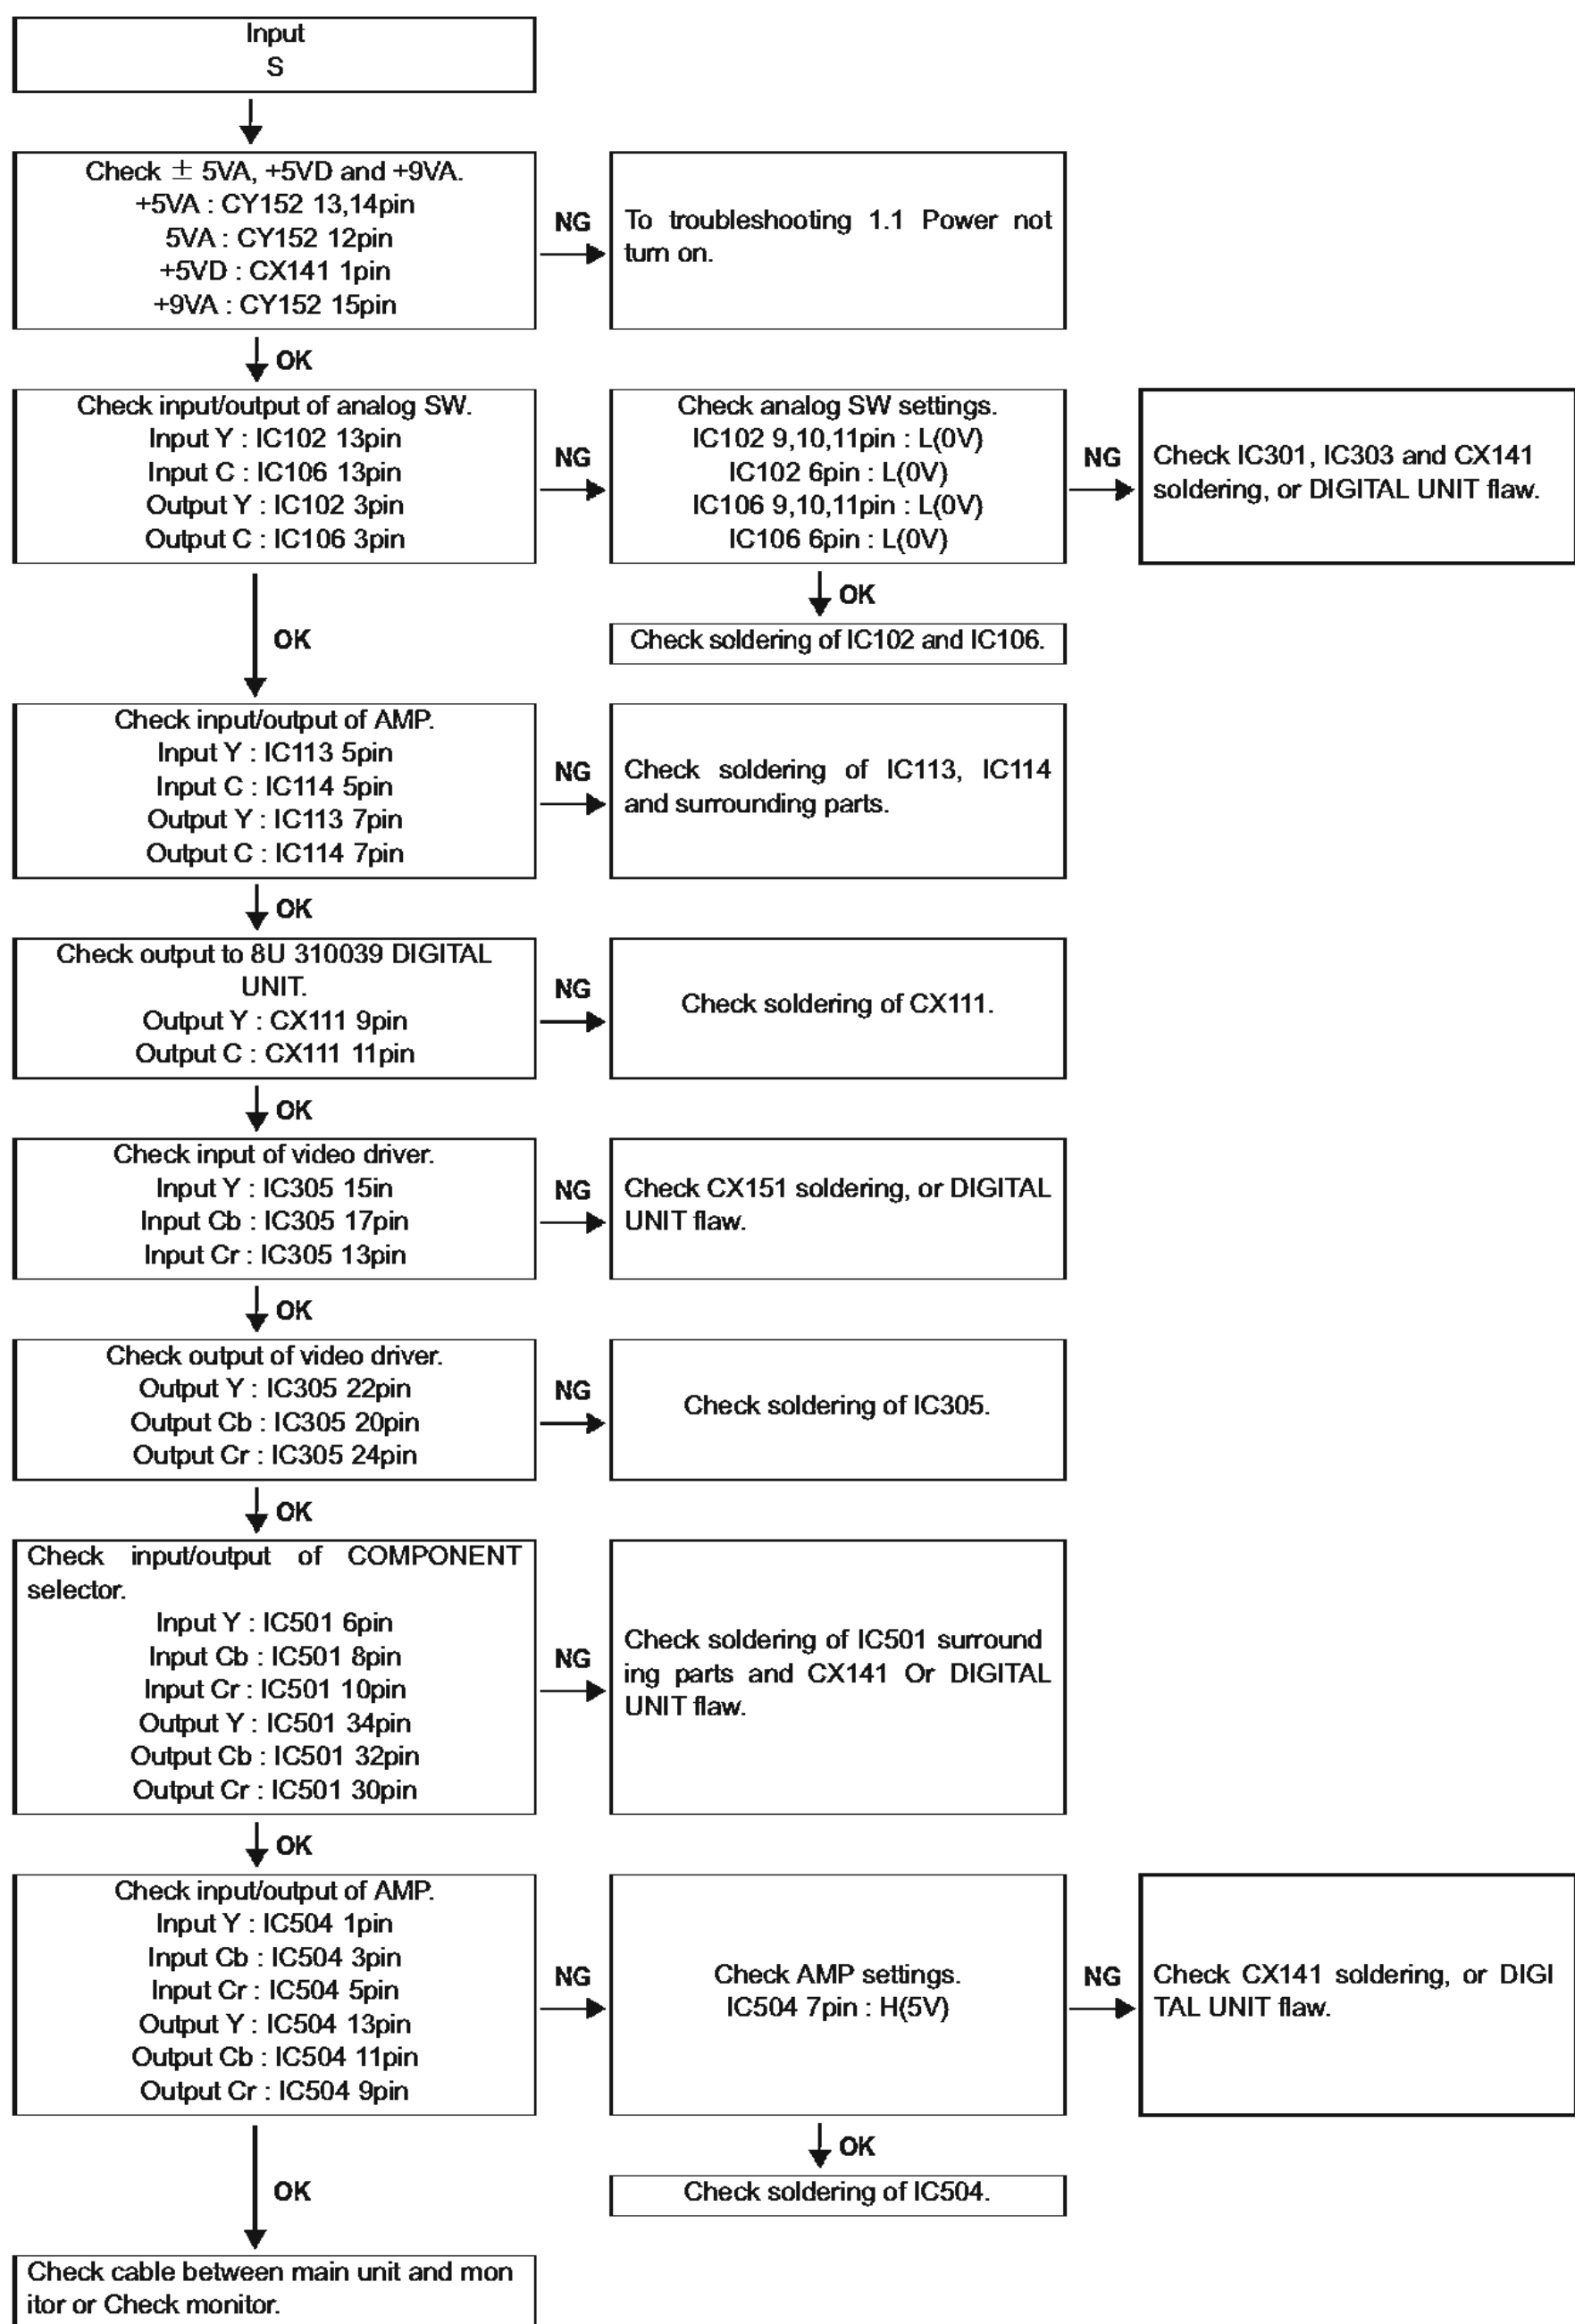 Input
S
Check ± 5VA, +5VD and +9VA.
+5VA : CY152 13,14pin
5VA : CY152 12pin
+5VD : CX141 1pin
+9VA : CY152 15pin
NG
To troubleshooting 1.1 Power not
turn on.
OK
Check input/output of analog SW.
Input Y : IC102 13pin
Input C : IC106 13pin
Output Y : IC102 3pin
Output C : IC106 3pin
NG
Check analog SW settings.
IC102 9,10,11pin : L(0V)
IC102 6pin : L(0V)
IC106 9,10,11pin : L(0V)
IC106 6pin : L(0V)
NG
Check IC301, IC303 and CX141
soldering, or DIGITAL UNIT flaw.
OK
Check soldering of IC102 and IC106.
OK
Check input/output of AMP.
Input Y : IC113 5pin
Input C : IC114 5pin
Output Y : IC113 7pin
Output C : IC114 7pin
NG
Check soldering of IC113, IC114
and surrounding parts.
OK
Check output to 8U 310039 DIGITAL
UNIT.
Output Y : CX111 9pin
Output C : CX111 11pin
NG
Check soldering of CX111.
OK
Check input of video driver.
Input Y : IC305 15in
Input Cb : IC305 17pin
Input Cr : IC305 13pin
NG
Check CX151 soldering, or DIGITAL
UNIT flaw.
OK
Check output of video driver.
Output Y : IC305 22pin
Output Cb : IC305 20pin
Output Cr : IC305 24pin
NG
Check soldering of IC305.
OK
Check input/output of COMPONENT
selector.
Input Y : IC501 6pin
Input Cb : IC501 8pin
Input Cr : IC501 10pin
Output Y : IC501 34pin
Output Cb : IC501 32pin
Output Cr : IC501 30pin
NG
Check soldering of IC501 surround
ing parts and CX141 Or DIGITAL
UNIT flaw.
OK
Check input/output of AMP.
Input Y : IC504 1pin
Input Cb : IC504 3pin
Input Cr : IC504 5pin
Output Y : IC504 13pin
Output Cb : IC504 11pin
Output Cr : IC504 9pin
NG
Check AMP settings.
IC504 7pin : H(5V)
NG
Check CX141 soldering, or DIGI
TAL UNIT flaw.
OK
Check soldering of IC504.
OK
Check cable between main unit and mon
itor or Check monitor.